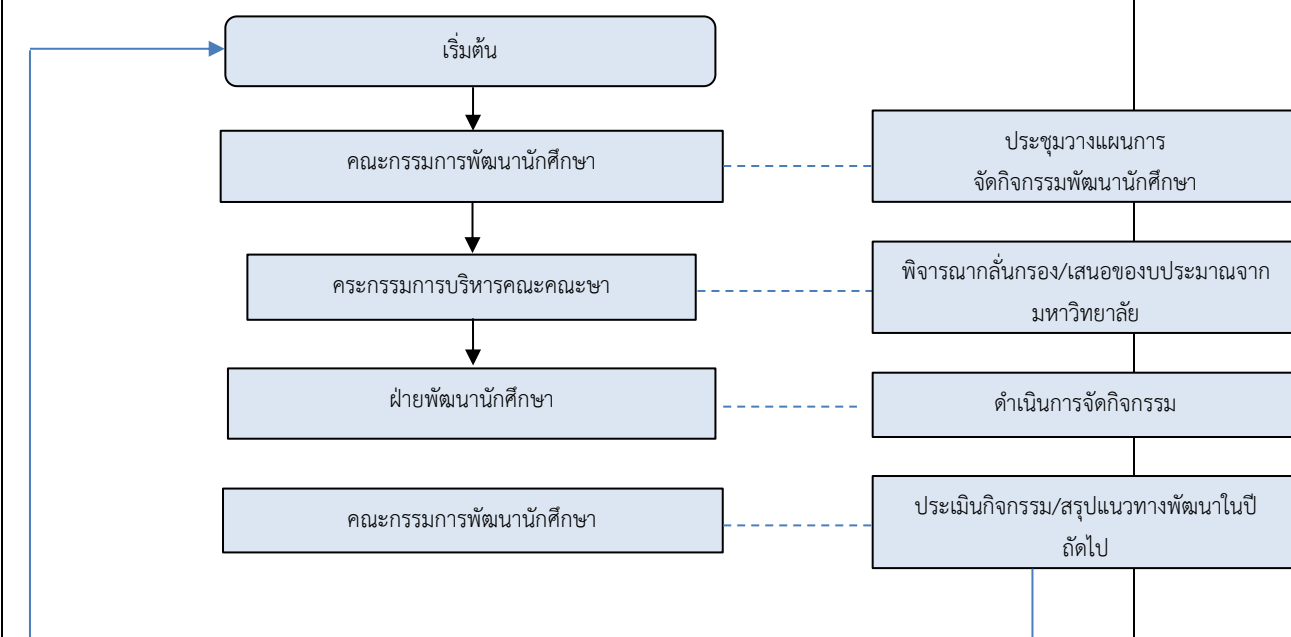 เริ่มต้น
คณะกรรมการพัฒนานักศึกษา
ประชุมวางแผนการ
จัดกิจกรรมพัฒนานักศึกษา
คระกรรมการบริหารคณะคณะษา
พิจารณากลั่นกรอง/เสนอของบประมาณจาก
มหาวิทยาลัย
ฝ่ายพัฒนานักศึกษา
ดำเนินการจัดกิจกรรม
คณะกรรมการพัฒนานักศึกษา
ประเมินกิจกรรม/สรุปแนวทางพัฒนาในปี
ถัดไป